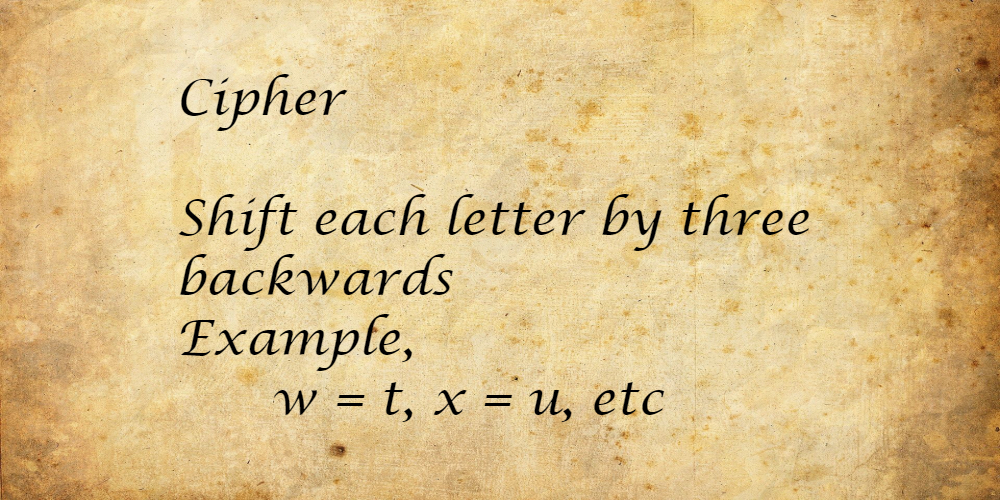 Cipher
Shift each letter by three
backwards
Example,
w = t, x = u, etc